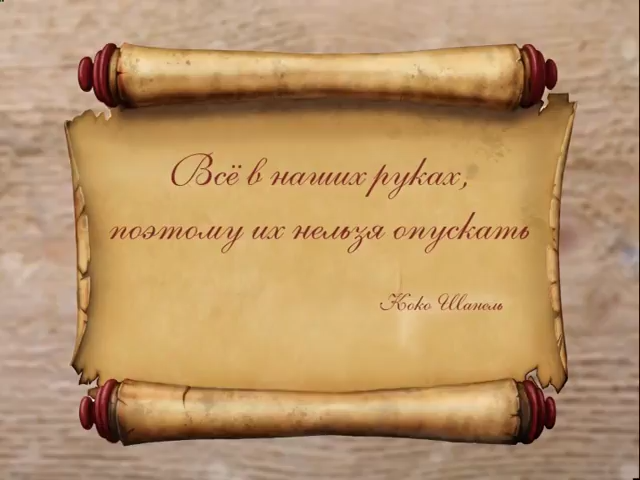 Всё в наших руках,
поэтому их нельзя опускать
Коко Шанель